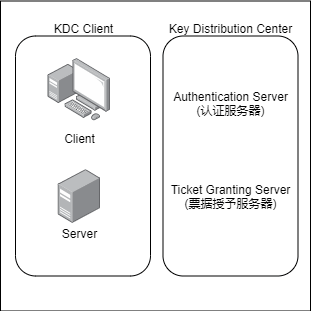 KDC Client
Key Distribution Center
Client
Server
Authentication Server
(认证服务器)
Ticket Granting Server
(票据授予服务器)